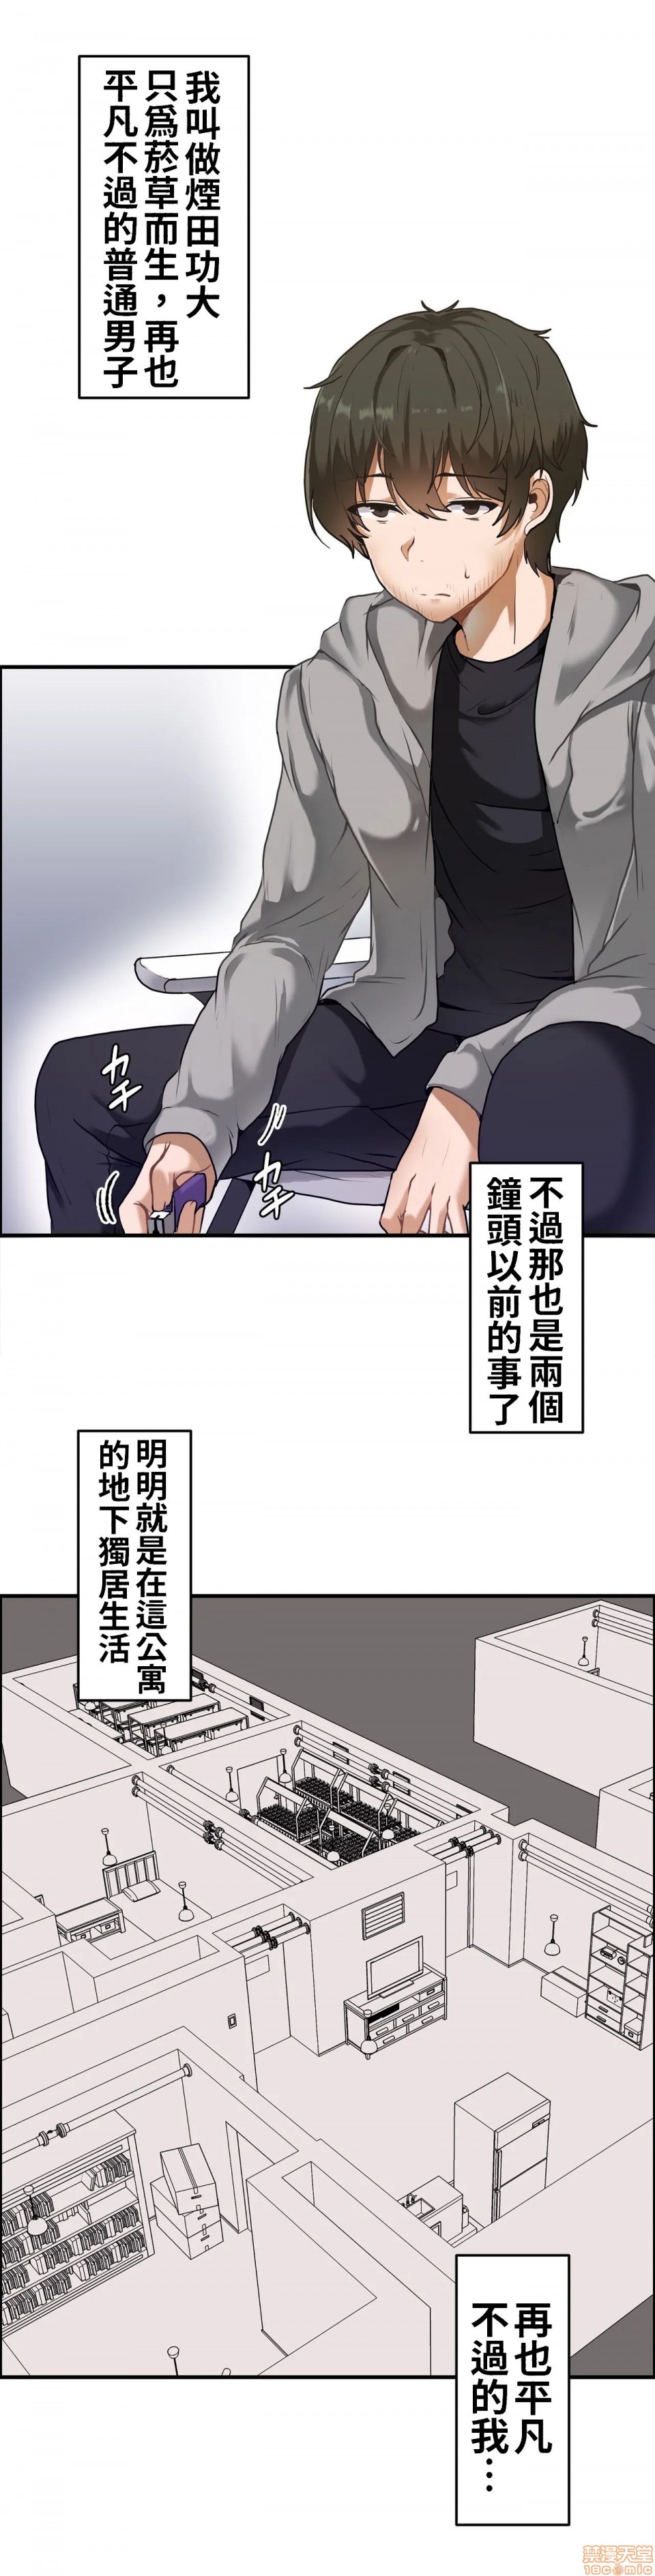 我叫做煙田功大
只爲菸草而生，再也
平凡不過的普通男子
カチ
カチ
不過那也是兩個
鐘頭以前的事了
明明就是在這公寓
的地下獨居生活
再也平凡
不過的我…
禁漫天堂
18comic